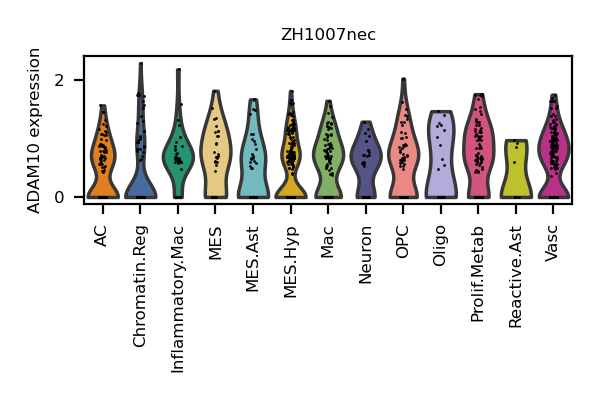 ZH1007nec
ADAM10 expression
2
0
AC
Chromatin.Reg
Inflammatory.Mac
MES
MES.Ast
MES.Hyp
Mac
Neuron
OPC
Oligo
Prolif.Metab
Reactive.Ast
Vasc